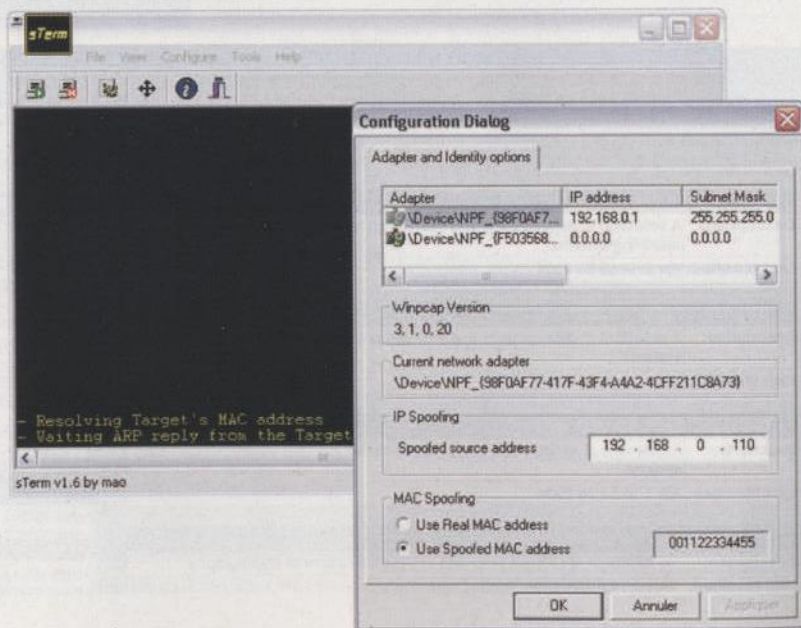 sTerm
File View Configure Tools Help
Configuration Dialog
Adapter and Identity options
Adapter IP address Subnet Mask
\Device\NPF_{98F0AF7... 192.168.0.1 255.255.255.0
\Device\NPF_{F503568... 0.0.0.0 0.0.0.0
Winpcap Version
3, 1, 0, 20
Current network adapter
\Device\NPF_{98F0AF77-417F-43F4-A4A2-4CFF211C8A73}
IP Spoofing
Spoofed source address 192 . 168 . 0 . 110
MAC Spoofing
Use Real MAC address
Use Spoofed MAC address 001122334455
OK Annuler Appliquer
- Resolving Target's MAC address
- Waiting ARP reply from the Target
sTerm v1.6 by mao